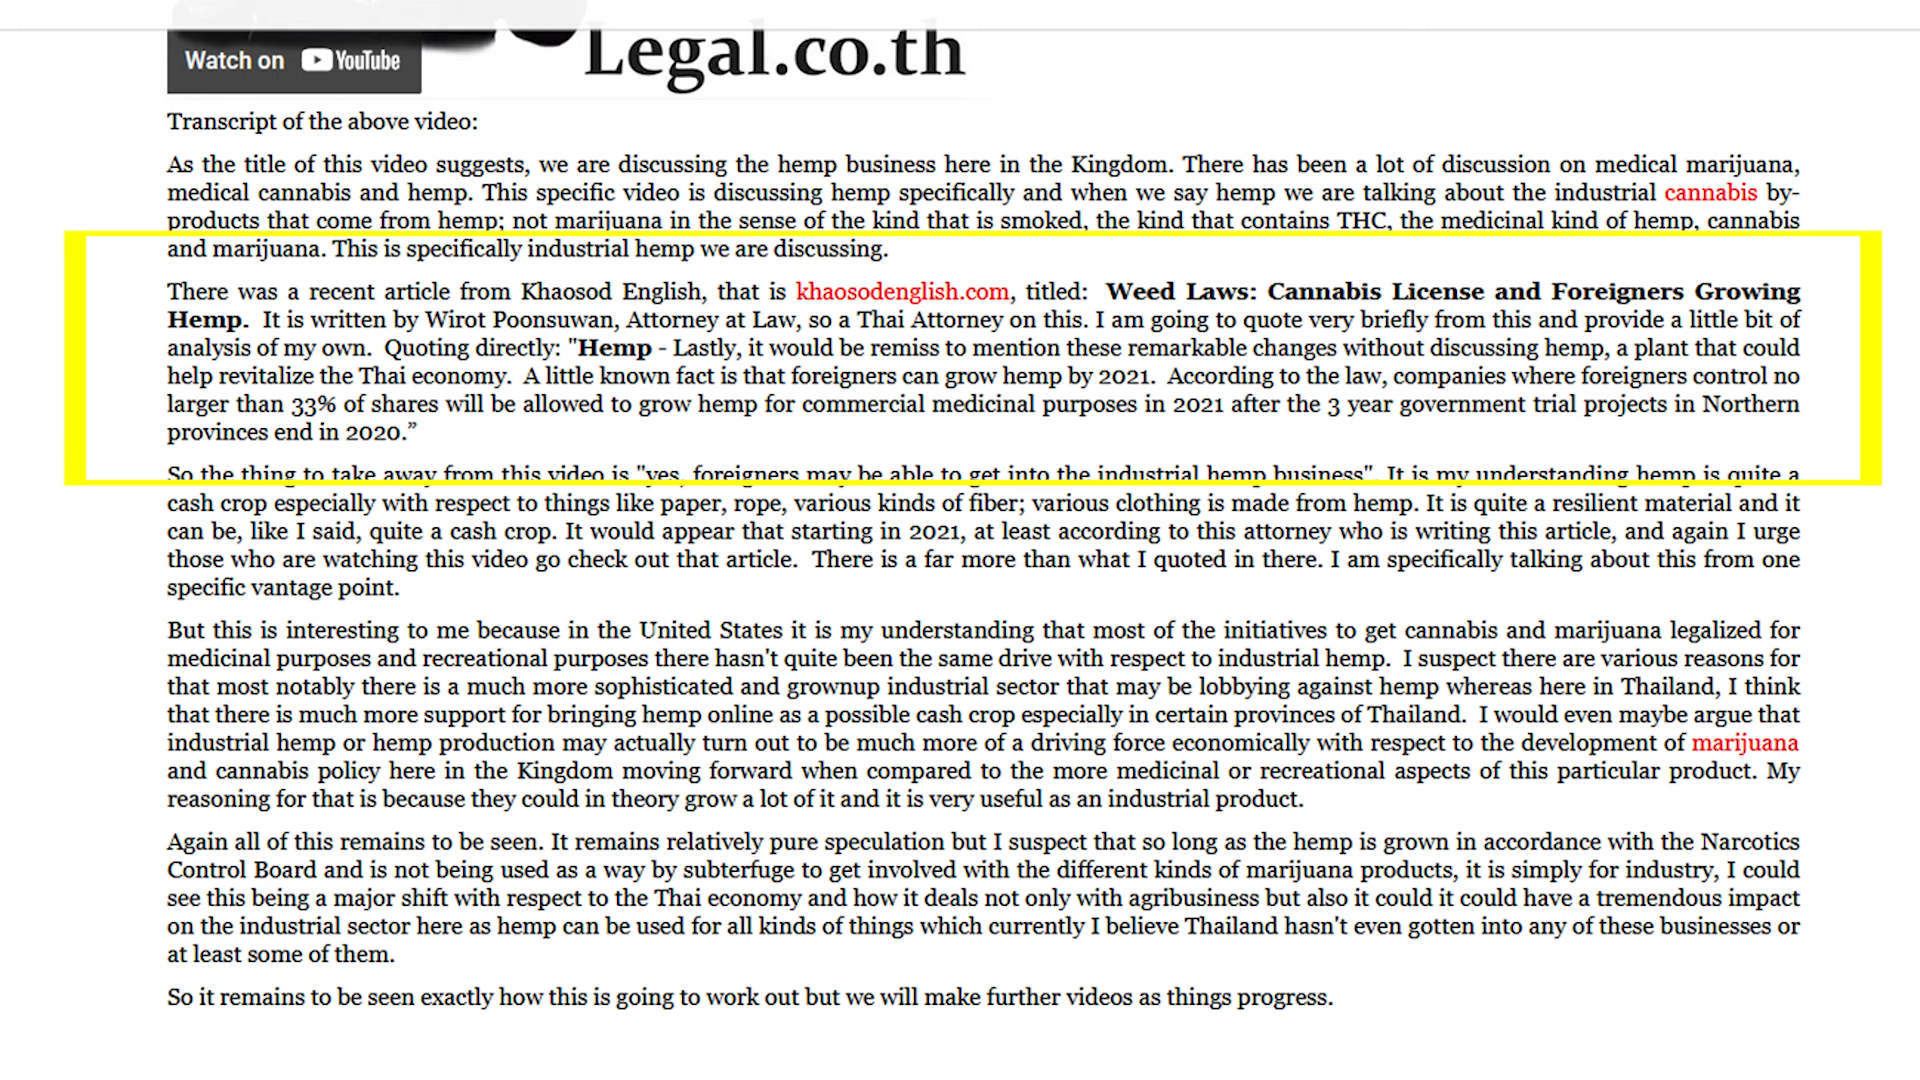 Watch on YouTube
Legal.co.th
Transcript of the above video:
As the title of this video suggests, we are discussing the hemp business here in the Kingdom. There has been a lot of discussion on medical marijuana,
medical cannabis and hemp. This specific video is discussing hemp specifically and when we say hemp we are talking about the industrial cannabis by-
products that come from hemp; not marijuana in the sense of the kind that is smoked, the kind that contains THC, the medicinal kind of hemp, cannabis
and marijuana. This is specifically industrial hemp we are discussing.
There was a recent article from Khaosod English, that is khaosodenglish.com, titled: Weed Laws: Cannabis License and Foreigners Growing
Hemp. It is written by Wirot Poonsuwan, Attorney at Law, so a Thai Attorney on this. I am going to quote very briefly from this and provide a little bit of
analysis of my own. Quoting directly: "Hemp - Lastly, it would be remiss to mention these remarkable changes without discussing hemp, a plant that could
help revitalize the Thai economy. A little known fact is that foreigners can grow hemp by 2021. According to the law, companies where foreigners control no
larger than 33% of shares will be allowed to grow hemp for commercial medicinal purposes in 2021 after the 3 year government trial projects in Northern
provinces end in 2020.”
So the thing to take away from this video is "yes, foreigners may be able to get into the industrial hemp business". It is my understanding hemp is quite a
cash crop especially with respect to things like paper, rope, various kinds of fiber; various clothing is made from hemp. It is quite a resilient material and it
can be, like I said, quite a cash crop. It would appear that starting in 2021, at least according to this attorney who is writing this article, and again I urge
those who are watching this video go check out that article. There is a far more than what I quoted in there. I am specifically talking about this from one
specific vantage point.
But this is interesting to me because in the United States it is my understanding that most of the initiatives to get cannabis and marijuana legalized for
medicinal purposes and recreational purposes there hasn't quite been the same drive with respect to industrial hemp. I suspect there are various reasons for
that most notably there is a much more sophisticated and grownup industrial sector that may be lobbying against hemp whereas here in Thailand, I think
that there is much more support for bringing hemp online as a possible cash crop especially in certain provinces of Thailand. I would even maybe argue that
industrial hemp or hemp production may actually turn out to be much more of a driving force economically with respect to the development of marijuana
and cannabis policy here in the Kingdom moving forward when compared to the more medicinal or recreational aspects of this particular product. My
reasoning for that is because they could in theory grow a lot of it and it is very useful as an industrial product.
Again all of this remains to be seen. It remains relatively pure speculation but I suspect that so long as the hemp is grown in accordance with the Narcotics
Control Board and is not being used as a way by subterfuge to get involved with the different kinds of marijuana products, it is simply for industry, I could
see this being a major shift with respect to the Thai economy and how it deals not only with agribusiness but also it could it could have a tremendous impact
on the industrial sector here as hemp can be used for all kinds of things which currently I believe Thailand hasn't even gotten into any of these businesses or
at least some of them.
So it remains to be seen exactly how this is going to work out but we will make further videos as things progress.